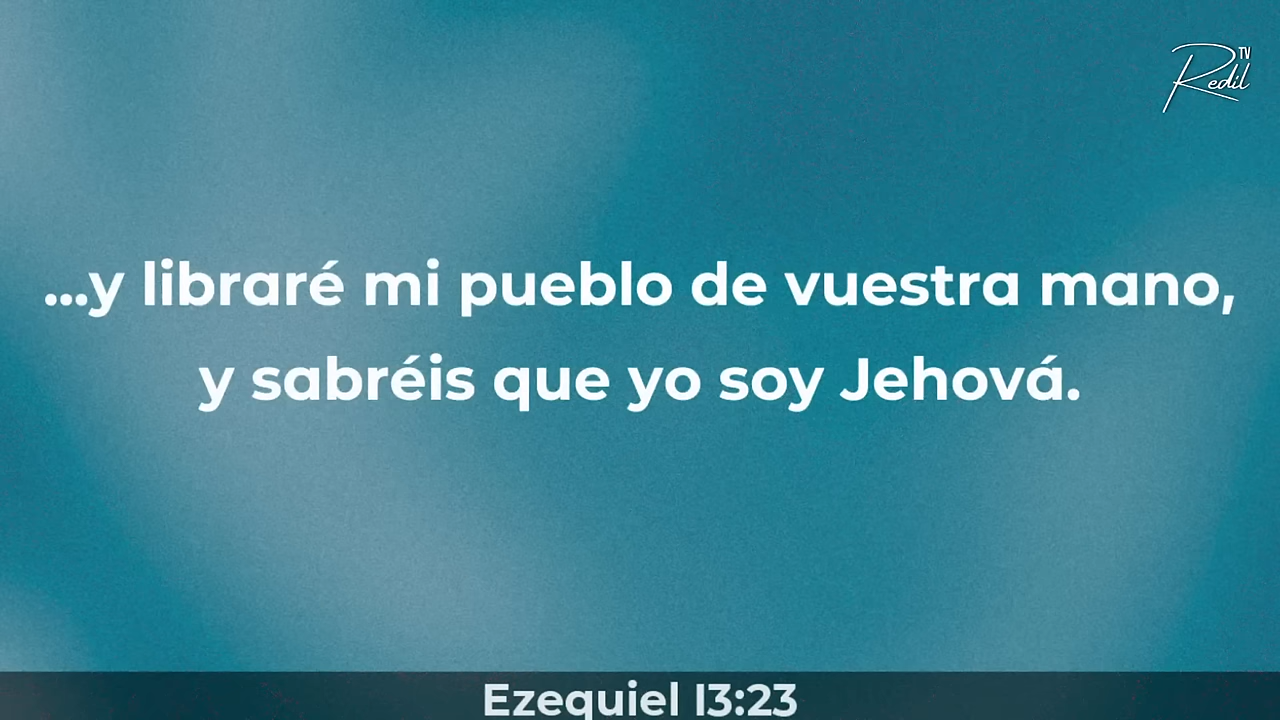 Redil TV
...y libraré mi pueblo de vuestra mano,
y sabréis que yo soy Jehová.
Ezequiel 13:23